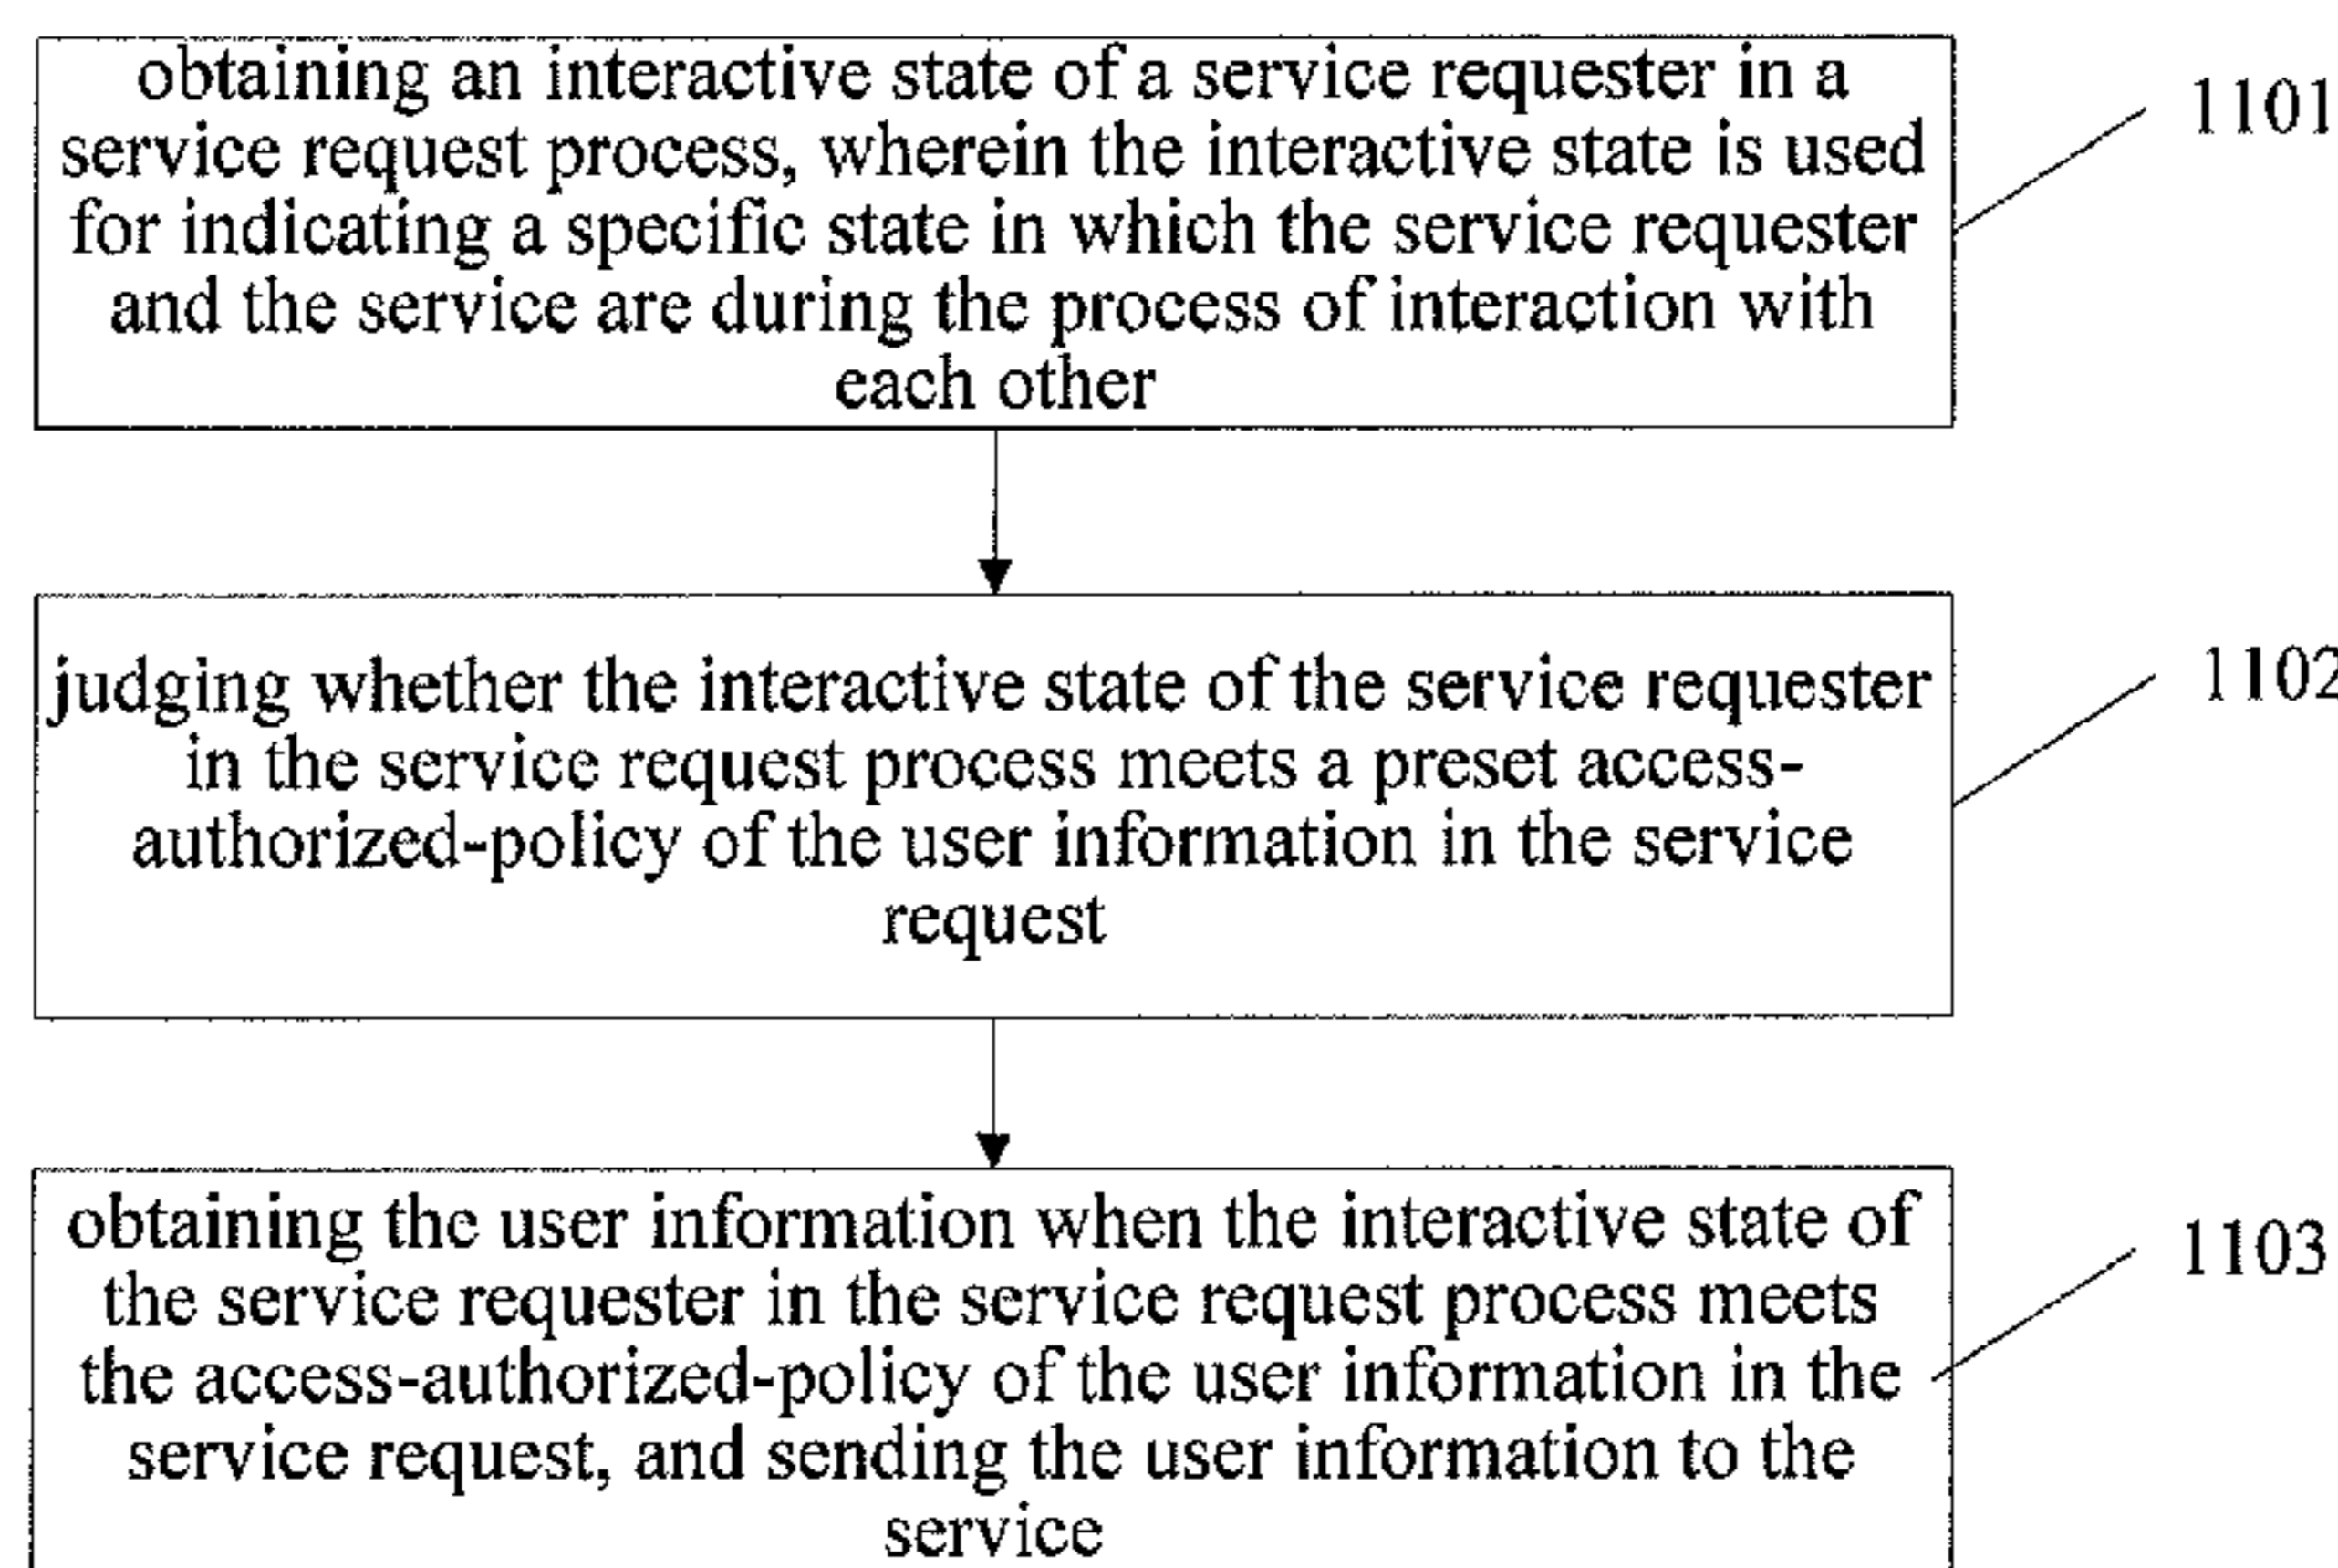 obtaining an interactive state of a service requester in a
service request process, wherein the interactive state is used
for indicating a specific state in which the service requester
and the service are during the process of interaction with
each other
1101
judging whether the interactive state of the service requester
in the service request process meets a preset access-
authorized-policy of the user information in the service
request
1102
obtaining the user information when the interactive state of
the service requester in the service request process meets
the access-authorized-policy of the user information in the
service request, and sending the user information to the
service
1103